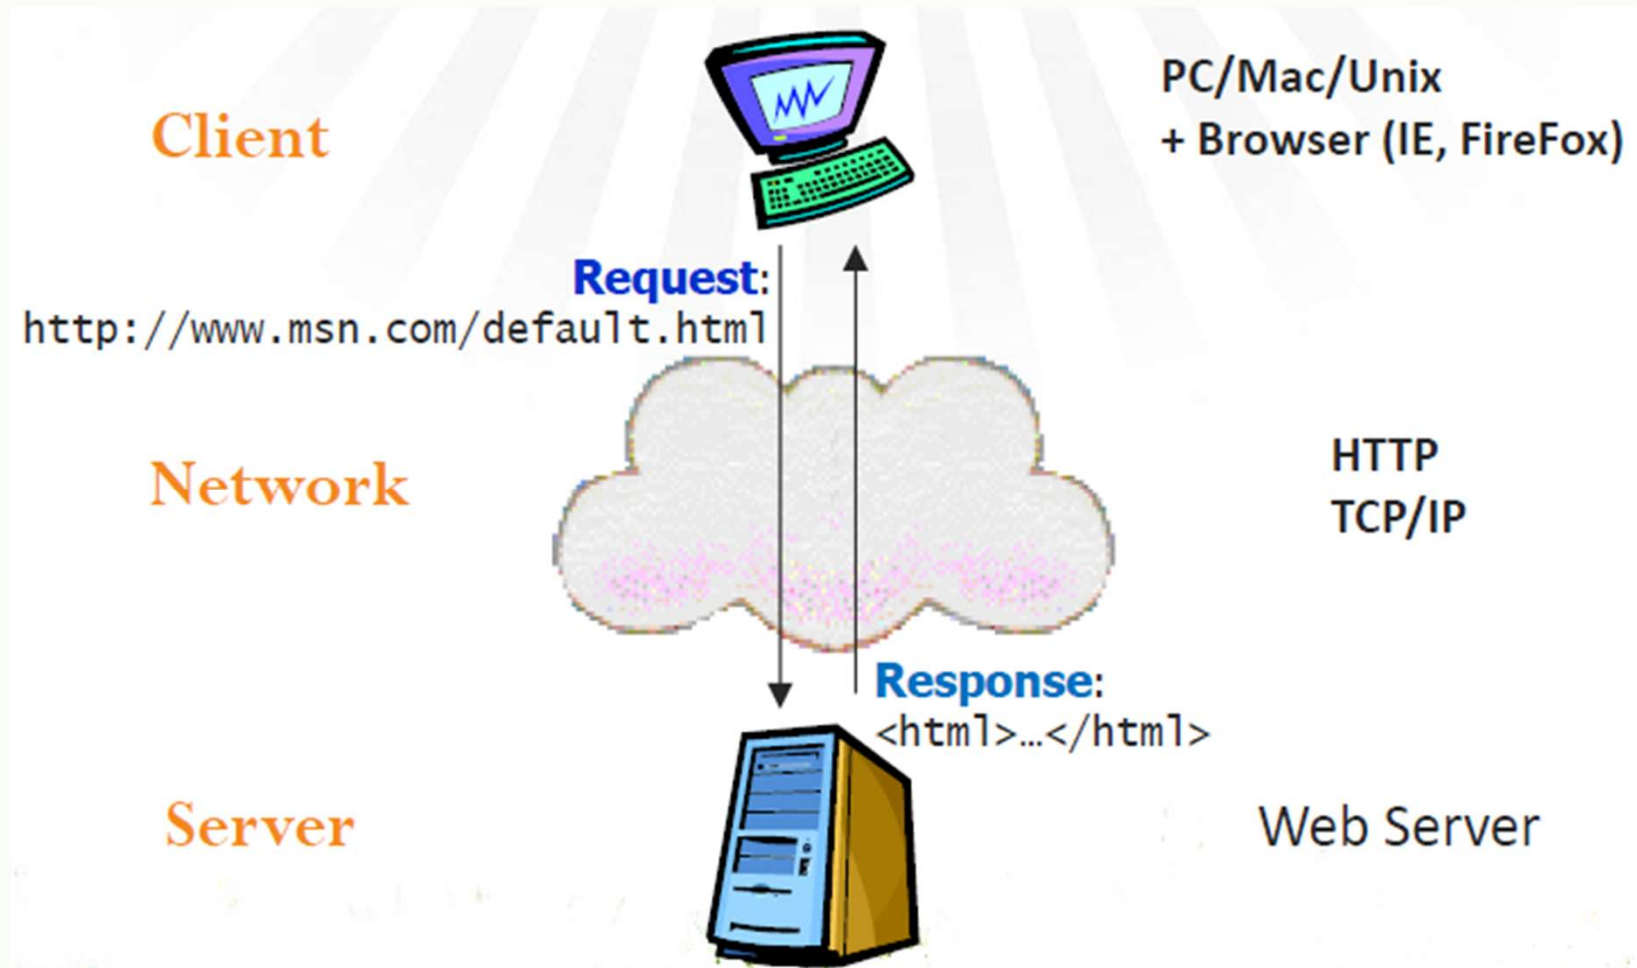 Client
PC/Mac/Unix
+ Browser (IE, FireFox)
Request:
http://www.msn.com/default.html
Network
HTTP
TCP/IP
Response:
<html>…</html>
Server
Web Server